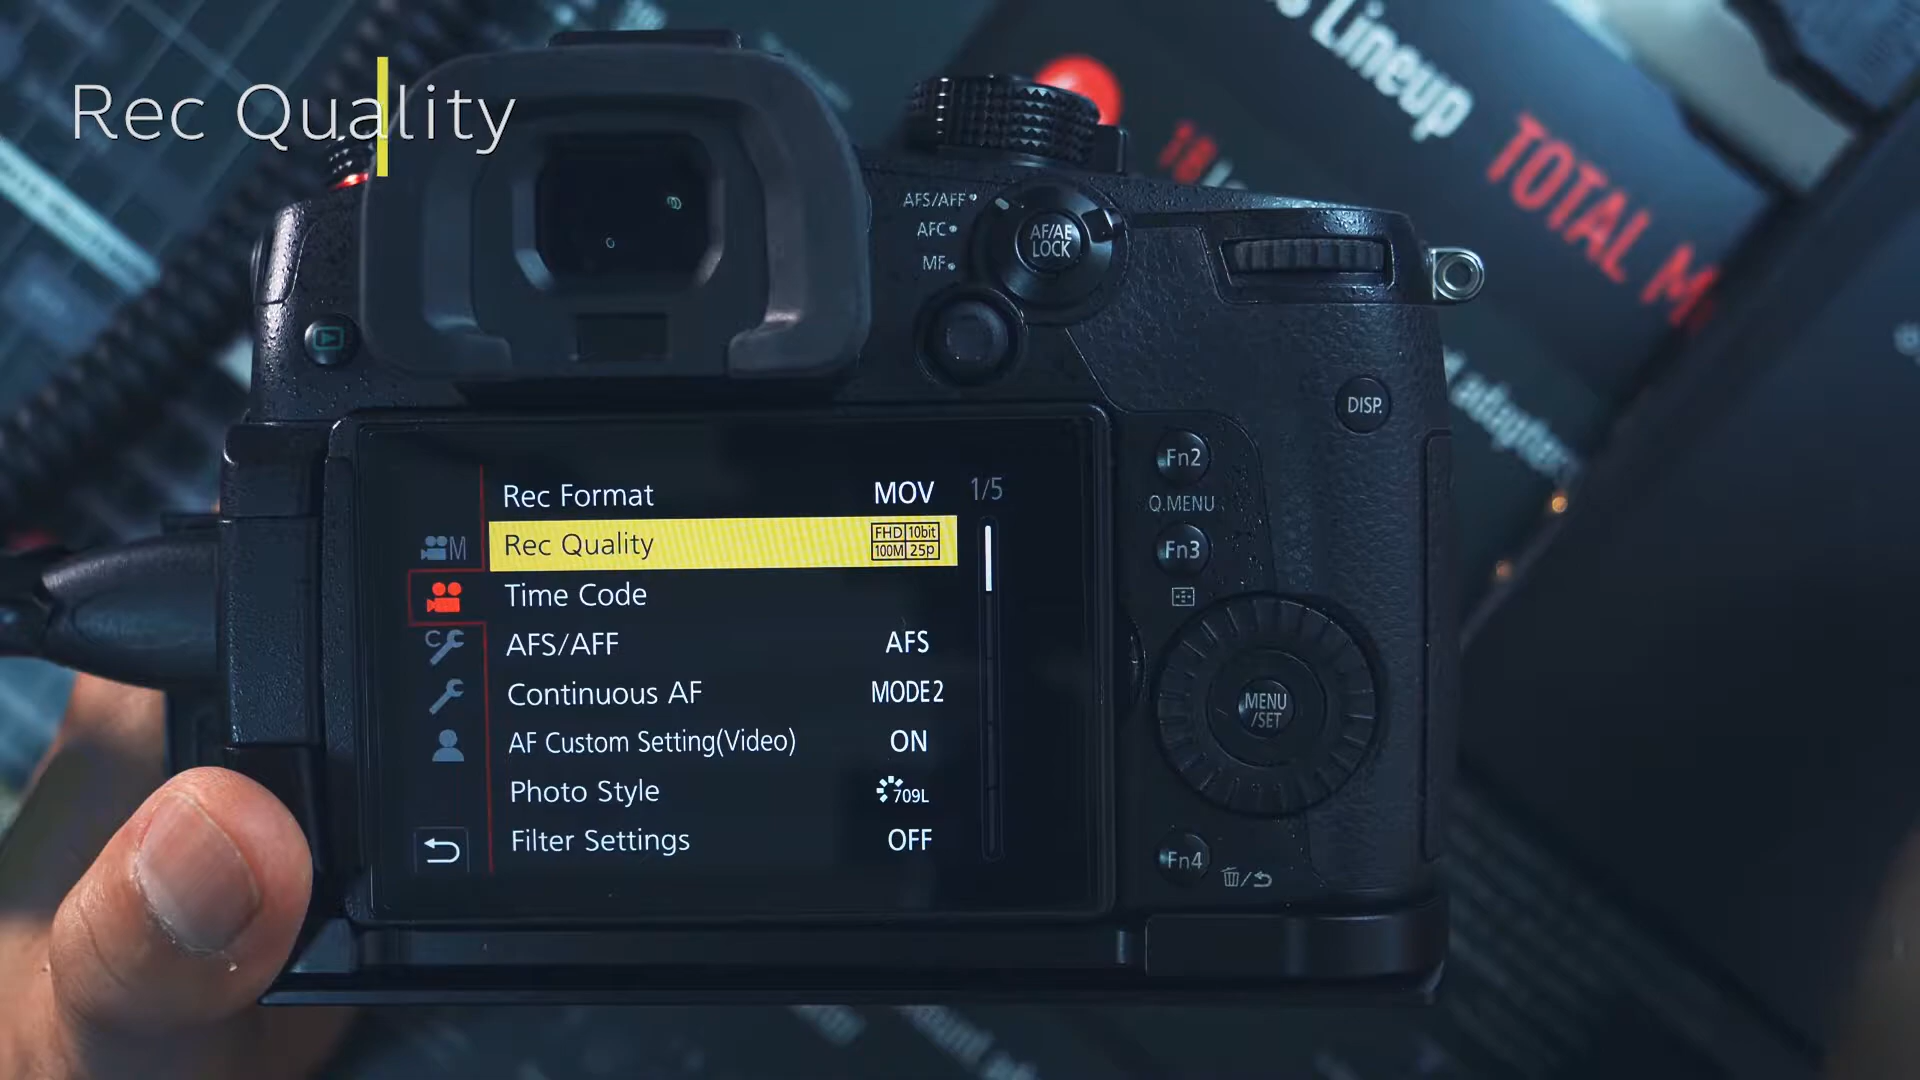 Rec Quality
Lineup
TOTAL
18
adapter
AFS/AFF
AFC
MF
AF/AE
LOCK
DISP.
Fn2
Q.MENU
Fn3
MENU
/SET
Fn4
Rec Format MOV 1/5
Rec Quality FHD 10bit
100M 25p
M
Time Code
C
AFS/AFF AFS
Continuous AF MODE2
AF Custom Setting(Video) ON
Photo Style 709L
Filter Settings OFF